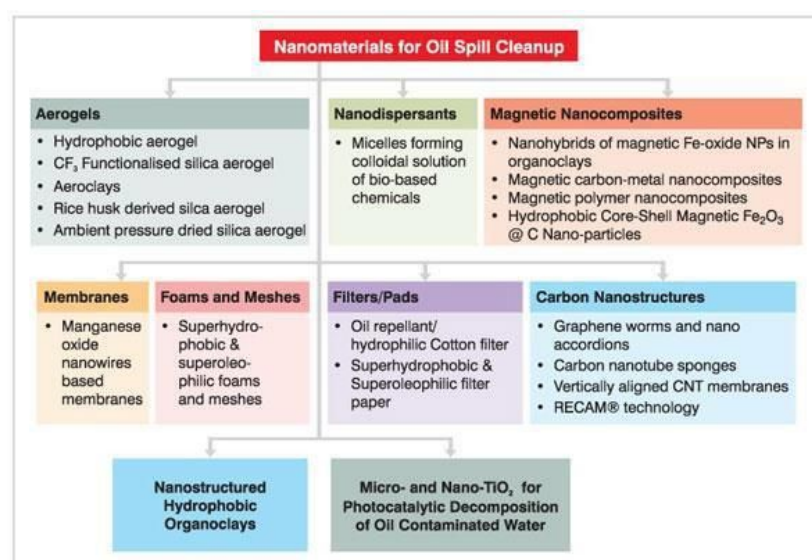 Nanomaterials for Oil Spill Cleanup
Aerogels
• Hydrophobic aerogel
• CF₃ Functionalised silica aerogel
• Aeroclays
• Rice husk derived silca aerogel
• Ambient pressure dried silica aerogel
Nanodispersants
• Micelles forming
colloidal solution
of bio-based
chemicals
Magnetic Nanocomposites
• Nanohybrids of magnetic Fe-oxide NPs in
organoclays
• Magnetic carbon-metal nanocomposites
• Magnetic polymer nanocomposites
• Hydrophobic Core-Shell Magnetic Fe₂O₃
@ C Nano-particles
Membranes
• Manganese
oxide
nanowires
based
membranes
Foams and Meshes
• Superhydro-
phobic &
superoleo-
philic foams
and meshes
Filters/Pads
• Oil repellant/
hydrophilic Cotton filter
• Superhydrophobic &
Superoleophilic filter
paper
Carbon Nanostructures
• Graphene worms and nano
accordions
• Carbon nanotube sponges
• Vertically aligned CNT membranes
• RECAM® technology
Nanostructured
Hydrophobic
Organoclays
Micro- and Nano-TiO₂ for
Photocatalytic Decomposition
of Oil Contaminated Water